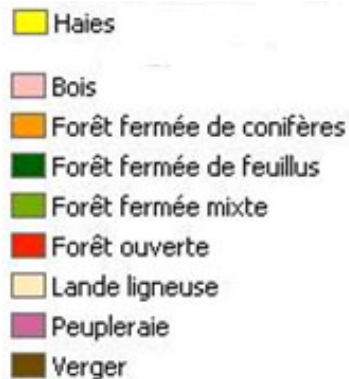 Haies
Bois
Forêt fermée de conifères
Forêt fermée de feuillus
Forêt fermée mixte
Forêt ouverte
Lande ligneuse
Peupleraie
Verger